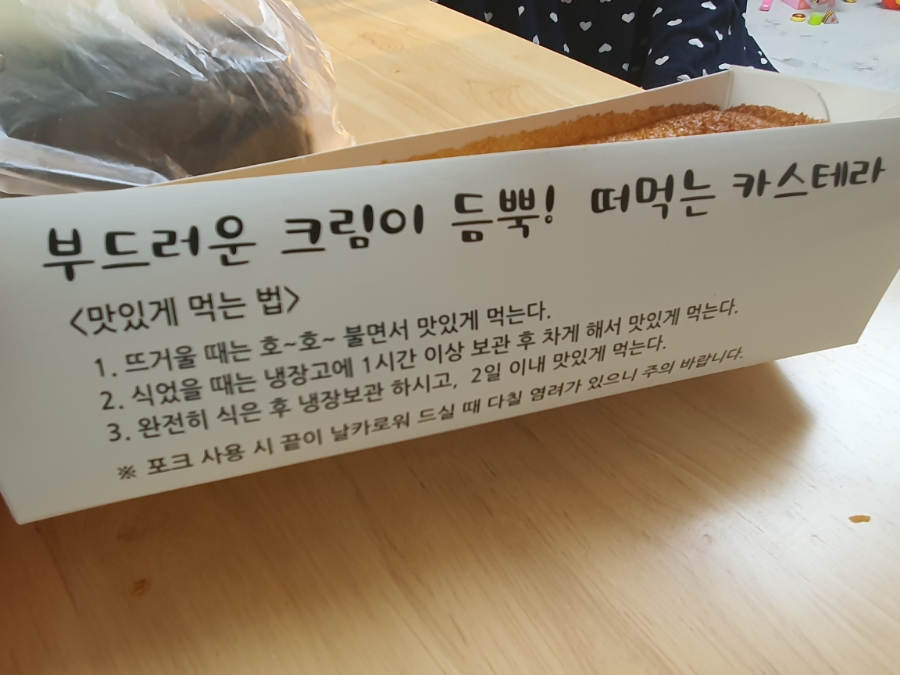 부드러운 크림이 듬뿍! 떠먹는 카스테라
<맛있게 먹는 법>
1. 뜨거울 때는 호~호~ 불면서 맛있게 먹는다.
2. 식었을 때는 냉장고에 1시간 이상 보관 후 차게 해서 맛있게 먹는다.
3. 완전히 식은 후 냉장보관 하시고, 2일 이내 맛있게 먹는다.
※ 포크 사용 시 끝이 날카로워 드실 때 다칠 염려가 있으니 주의 바랍니다.